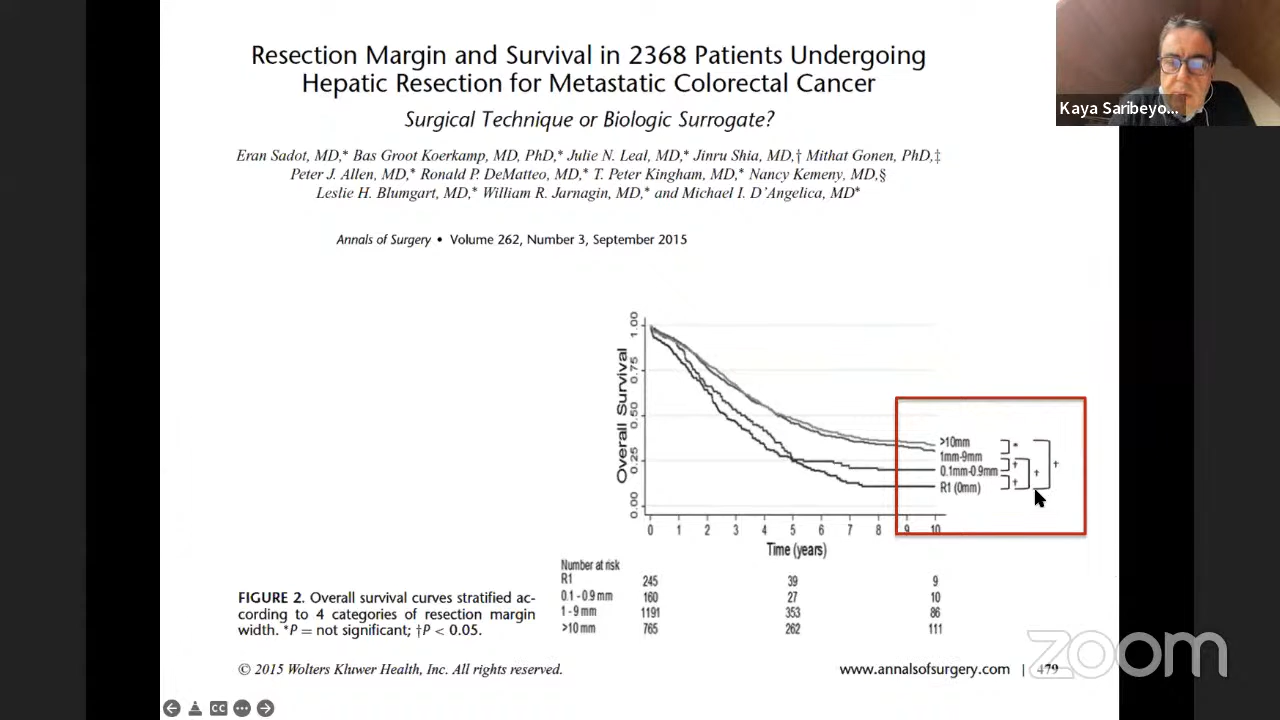 Resection Margin and Survival in 2368 Patients Undergoing
Hepatic Resection for Metastatic Colorectal Cancer
Surgical Technique or Biologic Surrogate?
Eran Sadot, MD,* Bas Groot Koerkamp, MD, PhD,* Julie N. Leal, MD,* Jinru Shia, MD,† Mithat Gonen, PhD,‡
Peter J. Allen, MD,* Ronald P. DeMatteo, MD,* T. Peter Kingham, MD,* Nancy Kemeny, MD,§
Leslie H. Blumgart, MD,* William R. Jarnagin, MD,* and Michael I. D'Angelica, MD*
Annals of Surgery • Volume 262, Number 3, September 2015
Kaya Saribeyo...
Overall Survival
1.00
0.75
0.50
0.25
0.00
>10mm
*
1mm-9mm
†
0.1mm-0.9mm
† †
R1 (0mm)
†
0 1 2 3 4 5 6 7 8 9 10
Time (years)
Number at risk
R1 245 39 9
0.1 - 0.9 mm 160 27 10
1 - 9 mm 1191 353 86
>10 mm 765 262 111
FIGURE 2. Overall survival curves stratified ac-
cording to 4 categories of resection margin
width. *P = not significant; †P < 0.05.
© 2015 Wolters Kluwer Health, Inc. All rights reserved.
www.annalsofsurgery.com | 479
zoom
CC